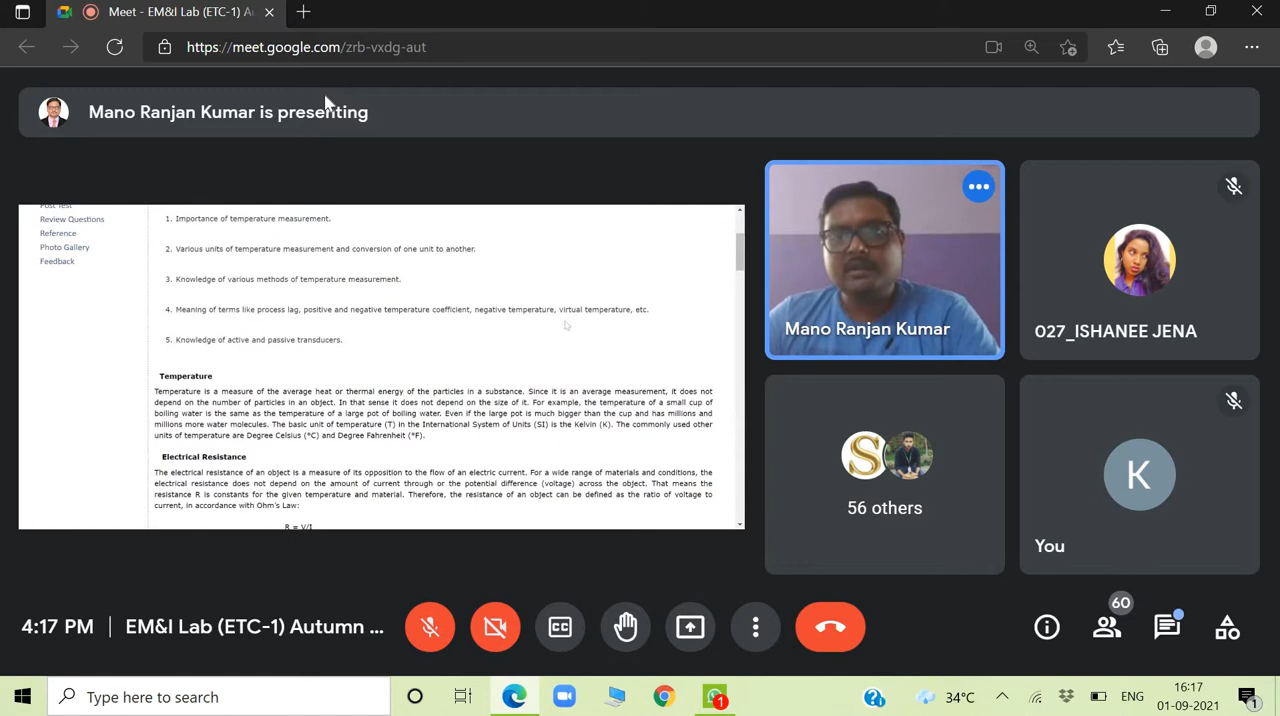 Meet - EM&I Lab (ETC-1) Au
https://meet.google.com/zrb-vxdg-aut
Mano Ranjan Kumar is presenting
Post Test
Review Questions
Reference
Photo Gallery
Feedback
1. Importance of temperature measurement.
2. Various units of temperature measurement and conversion of one unit to another.
3. Knowledge of various methods of temperature measurement.
4. Meaning of terms like process lag, positive and negative temperature coefficient, negative temperature, virtual temperature, etc.
5. Knowledge of active and passive transducers.
Temperature
Temperature is a measure of the average heat or thermal energy of the particles in a substance. Since it is an average measurement, it does not
depend on the number of particles in an object. In that sense it does not depend on the size of it. For example, the temperature of a small cup of
boiling water is the same as the temperature of a large pot of boiling water. Even if the large pot is much bigger than the cup and has millions and
millions more water molecules. The basic unit of temperature (T) in the International System of Units (SI) is the Kelvin (K). The commonly used other
units of temperature are Degree Celsius (°C) and Degree Fahrenheit (°F).
Electrical Resistance
The electrical resistance of an object is a measure of its opposition to the flow of an electric current. For a wide range of materials and conditions, the
electrical resistance does not depend on the amount of current through or the potential difference (voltage) across the object. That means the
resistance R is constants for the given temperature and material. Therefore, the resistance of an object can be defined as the ratio of voltage to
current, in accordance with Ohm's Law:
R = V/I
Mano Ranjan Kumar
027_ISHANEE JENA
S
56 others
K
You
4:17 PM
EM&I Lab (ETC-1) Autumn ...
CC
60
Type here to search
1
34°C
ENG
16:17
01-09-2021
1